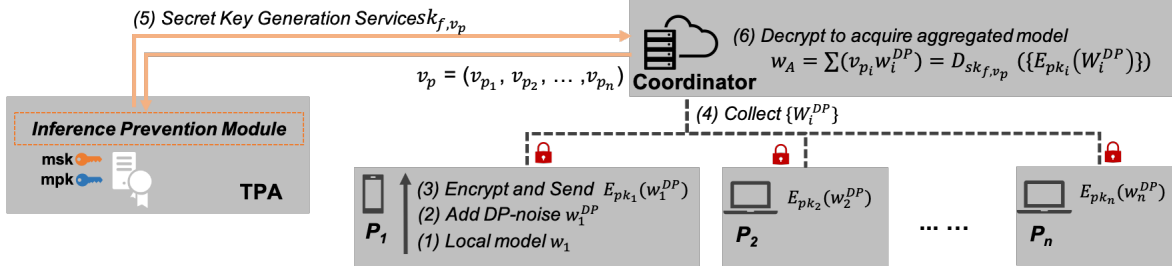 (5) Secret Key Generation Service$sk_{f,v_p}$
$v_p = (v_{p_1}, v_{p_2}, … ,v_{p_n})$
(6) Decrypt to acquire aggregated model
$w_A = \sum(v_{p_i} w_i^{DP}) = D_{sk_{f,v_p}} (\{E_{pk_i}(W_i^{DP})\})$
Coordinator
(4) Collect $\{W_i^{DP}\}$
Inference Prevention Module
msk
mpk
TPA
(3) Encrypt and Send $E_{pk_1}(w_1^{DP})$
(2) Add DP-noise $w_1^{DP}$
(1) Local model $w_1$
$P_1$
$E_{pk_2}(w_2^{DP})$
$P_2$
... ...
$E_{pk_n}(w_n^{DP})$
$P_n$